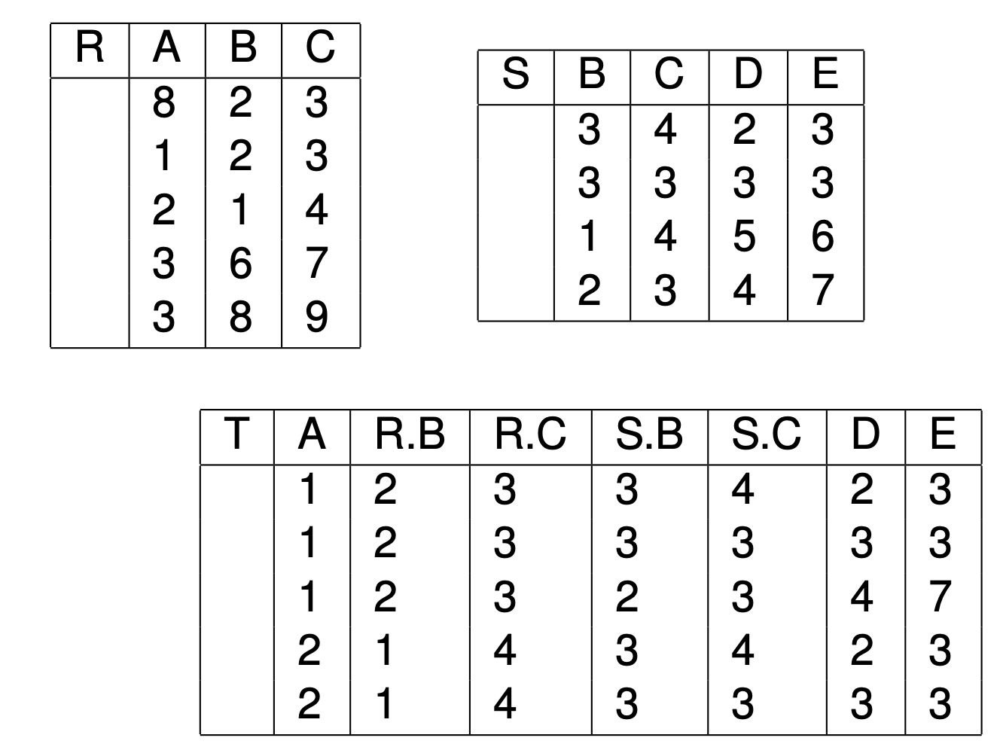 R A B C
8 2 3
1 2 3
2 1 4
3 6 7
3 8 9
S B C D E
3 4 2 3
3 3 3 3
1 4 5 6
2 3 4 7
T A R.B R.C S.B S.C D E
1 2 3 3 4 2 3
1 2 3 3 3 3 3
1 2 3 2 3 4 7
2 1 4 3 4 2 3
2 1 4 3 3 3 3